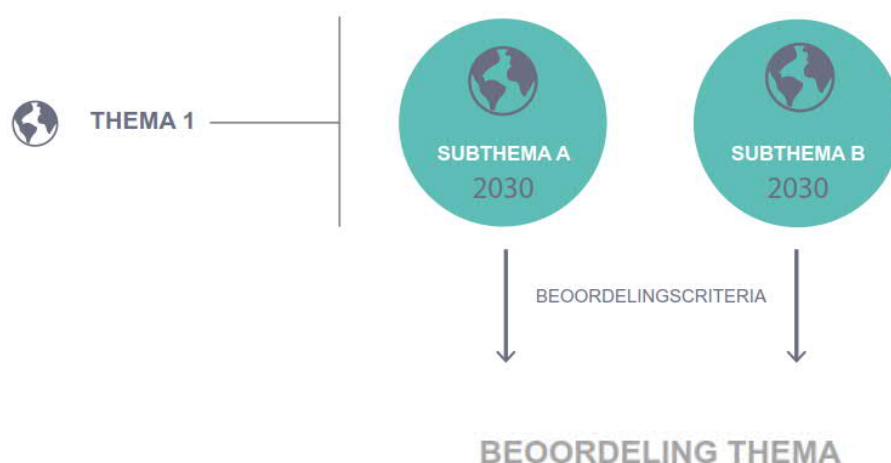 THEMA 1
SUBTHEMA A
2030
SUBTHEMA B
2030
BEOORDELINGSCRITERIA
BEOORDELING THEMA